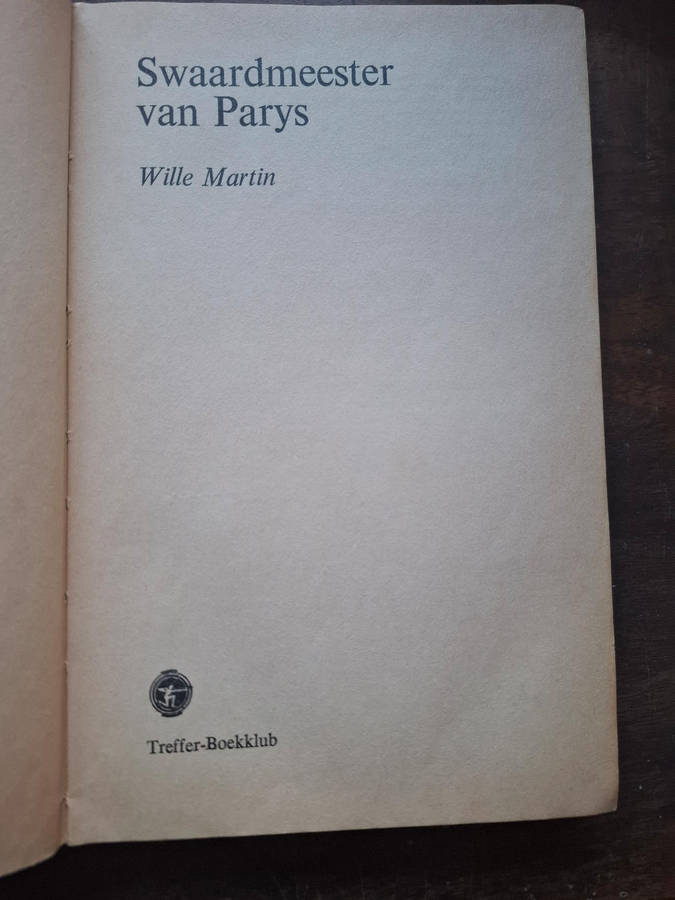 Swaardmeester
van Parys
Wille Martin
Treffer-Boekklub